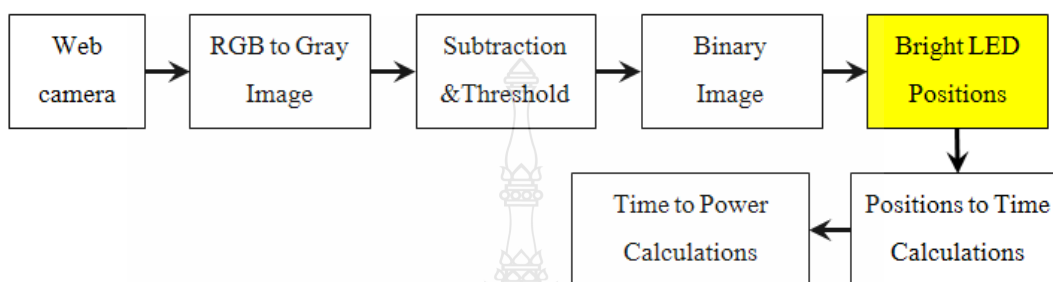 Web
camera
RGB to Gray
Image
Subtraction
&Threshold
Binary
Image
Bright LED
Positions
Positions to Time
Calculations
Time to Power
Calculations